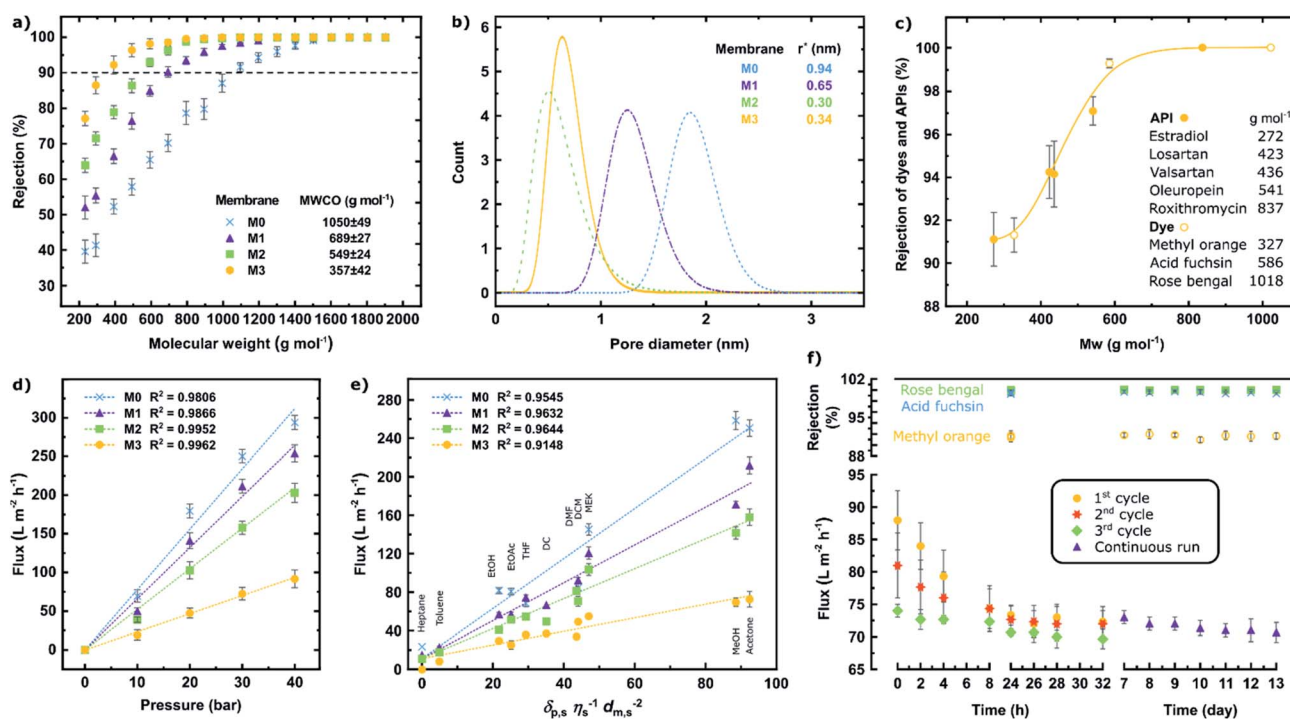 a)
100
90
80
70
60
50
40
30
Rejection (%)
Membrane MWCO (g mol⁻¹)
M0 1050±49
M1 689±27
M2 549±24
M3 357±42
200 400 600 800 1000 1200 1400 1600 1800 2000
Molecular weight (g mol⁻¹)
b)
6
5
4
3
2
1
0
Count
Membrane r* (nm)
M0 0.94
M1 0.65
M2 0.30
M3 0.34
0 1 2 3
Pore diameter (nm)
c)
100
98
96
94
92
90
88
Rejection of dyes and APIs (%)
API g mol⁻¹
Estradiol 272
Losartan 423
Valsartan 436
Oleuropein 541
Roxithromycin 837
Dye
Methyl orange 327
Acid fuchsin 586
Rose bengal 1018
200 400 600 800 1000
Mw (g mol⁻¹)
d)
M0 R² = 0.9806
M1 R² = 0.9866
M2 R² = 0.9952
M3 R² = 0.9962
300
250
200
150
100
50
0
Flux (L m⁻² h⁻¹)
0 10 20 30 40
Pressure (bar)
e)
M0 R² = 0.9545
M1 R² = 0.9632
M2 R² = 0.9644
M3 R² = 0.9148
280
240
200
160
120
80
40
0
Flux (L m⁻² h⁻¹)
Heptane
Toluene
EtOH
EtOAc
THF
DC
DMF
DCM
MEK
MeOH
Acetone
0 20 40 60 80 100
δp,s ηs⁻¹ dm,s⁻²
f)
102
95
88
Rejection
(%)
Rose bengal
Acid fuchsin
Methyl orange
90
85
80
75
70
65
Flux (L m⁻² h⁻¹)
1st cycle
2nd cycle
3rd cycle
Continuous run
0 2 4 8 24 26 28 30 32 7 8 9 10 11 12 13
Time (h) Time (day)